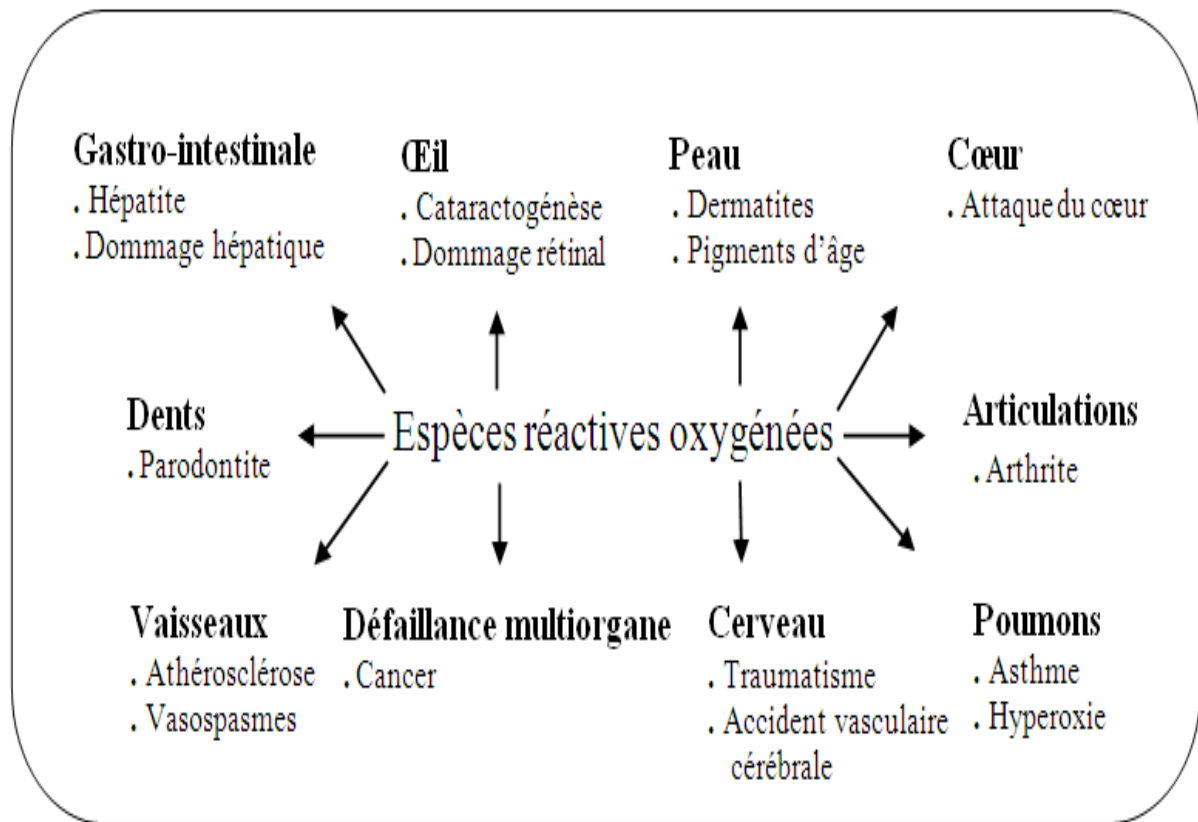 Gastro-intestinale
. Hépatite
. Dommage hépatique
Œil
. Cataractogénèse
. Dommage rétinal
Peau
. Dermatites
. Pigments d'âge
Cœur
. Attaque du cœur
Dents
. Parodontite
Espèces réactives oxygénées
Articulations
. Arthrite
Vaisseaux
. Athérosclérose
. Vasospasmes
Défaillance multiorgane
. Cancer
Cerveau
. Traumatisme
. Accident vasculaire
cérébrale
Poumons
. Asthme
. Hyperoxie